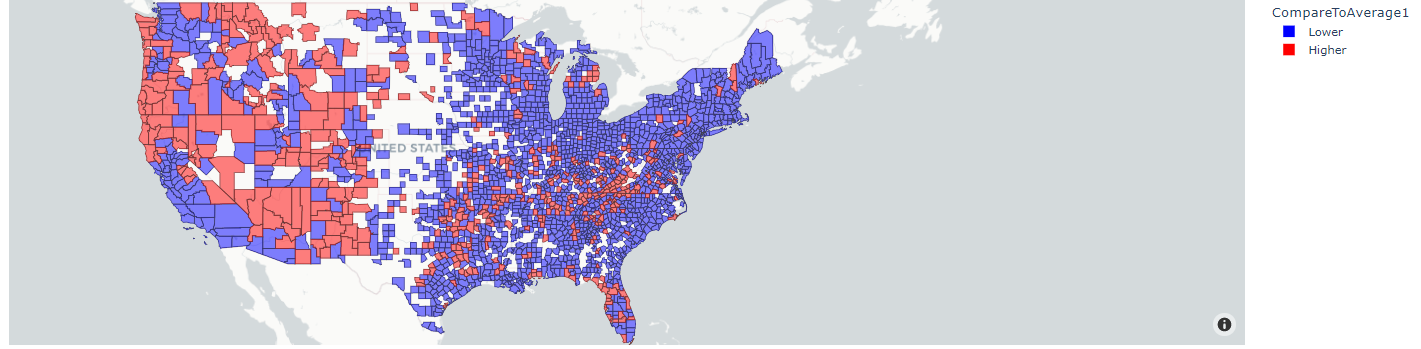 CompareToAverage1
Lower
Higher
UNITED STATES